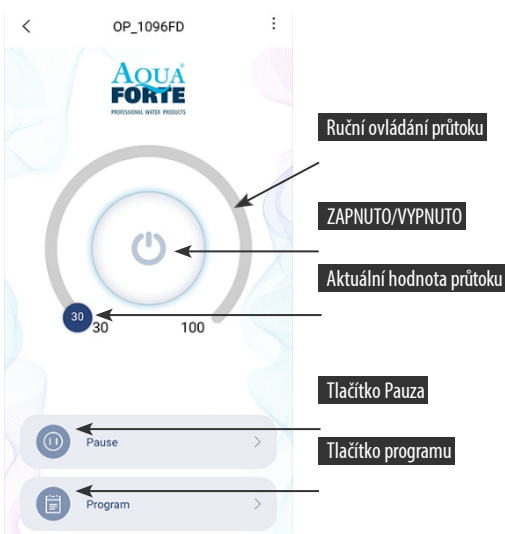 OP_1096FD
AQUA
FORTE
PROFESSIONAL WATER PRODUCTS
Ruční ovládání průtoku
ZAPNUTO/VYPNUTO
Aktuální hodnota průtoku
30
30
100
Tlačítko Pauza
Pause
Tlačítko programu
Program